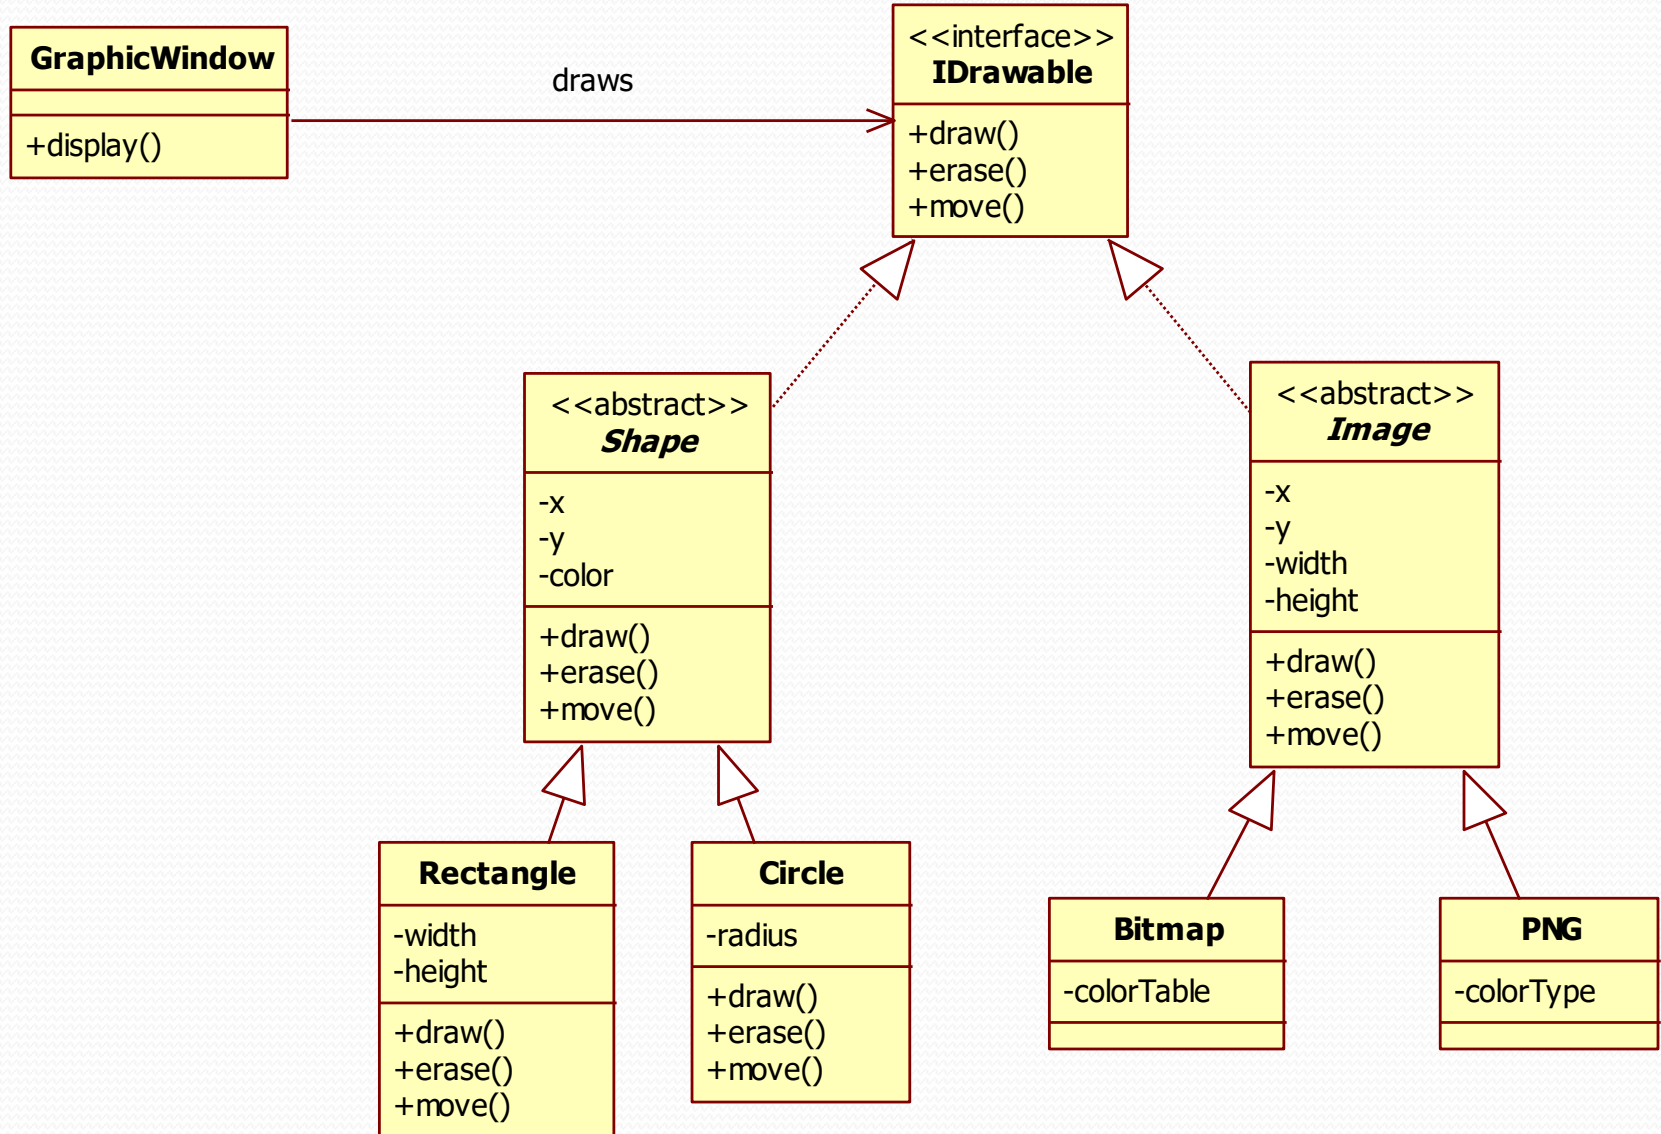 GraphicWindow
+display()
draws
<<interface>>
IDrawable
+draw()
+erase()
+move()
<<abstract>>
Shape
-x
-y
-color
+draw()
+erase()
+move()
<<abstract>>
Image
-x
-y
-width
-height
+draw()
+erase()
+move()
Rectangle
-width
-height
+draw()
+erase()
+move()
Circle
-radius
+draw()
+erase()
+move()
Bitmap
-colorTable
PNG
-colorType